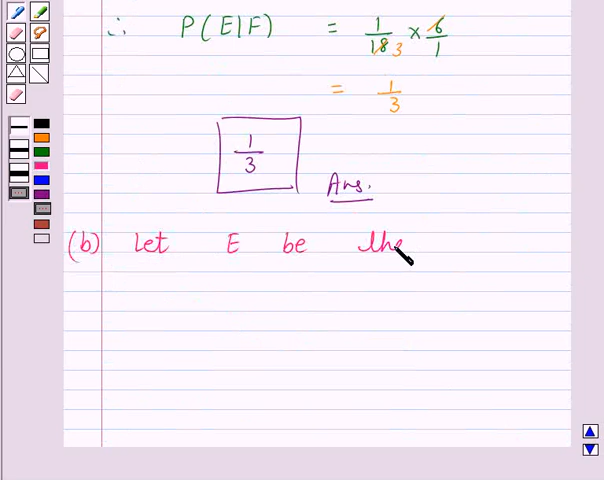 ∴ P(E|F) = 1/18 3 × 6/1
= 1/3
1/3
Ans.
(b) Let E be the